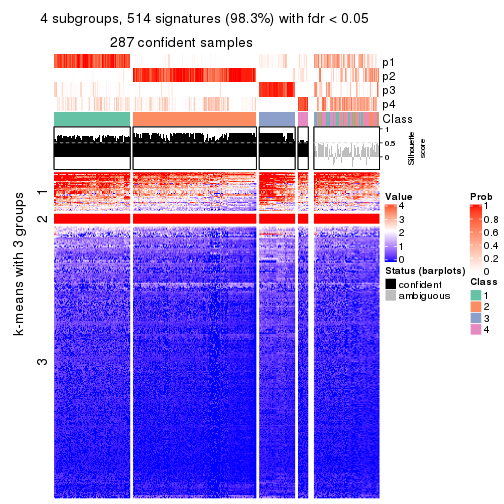 4 subgroups, 514 signatures (98.3%) with fdr < 0.05
287 confident samples
p1
p2
p3
p4
Class
1
0.5
0
Silhouette
score
k-means with 3 groups
1
2
3
Value
4
3
2
1
0
Status (barplots)
confident
ambiguous
Prob
1
0.8
0.6
0.4
0.2
0
Class
1
2
3
4